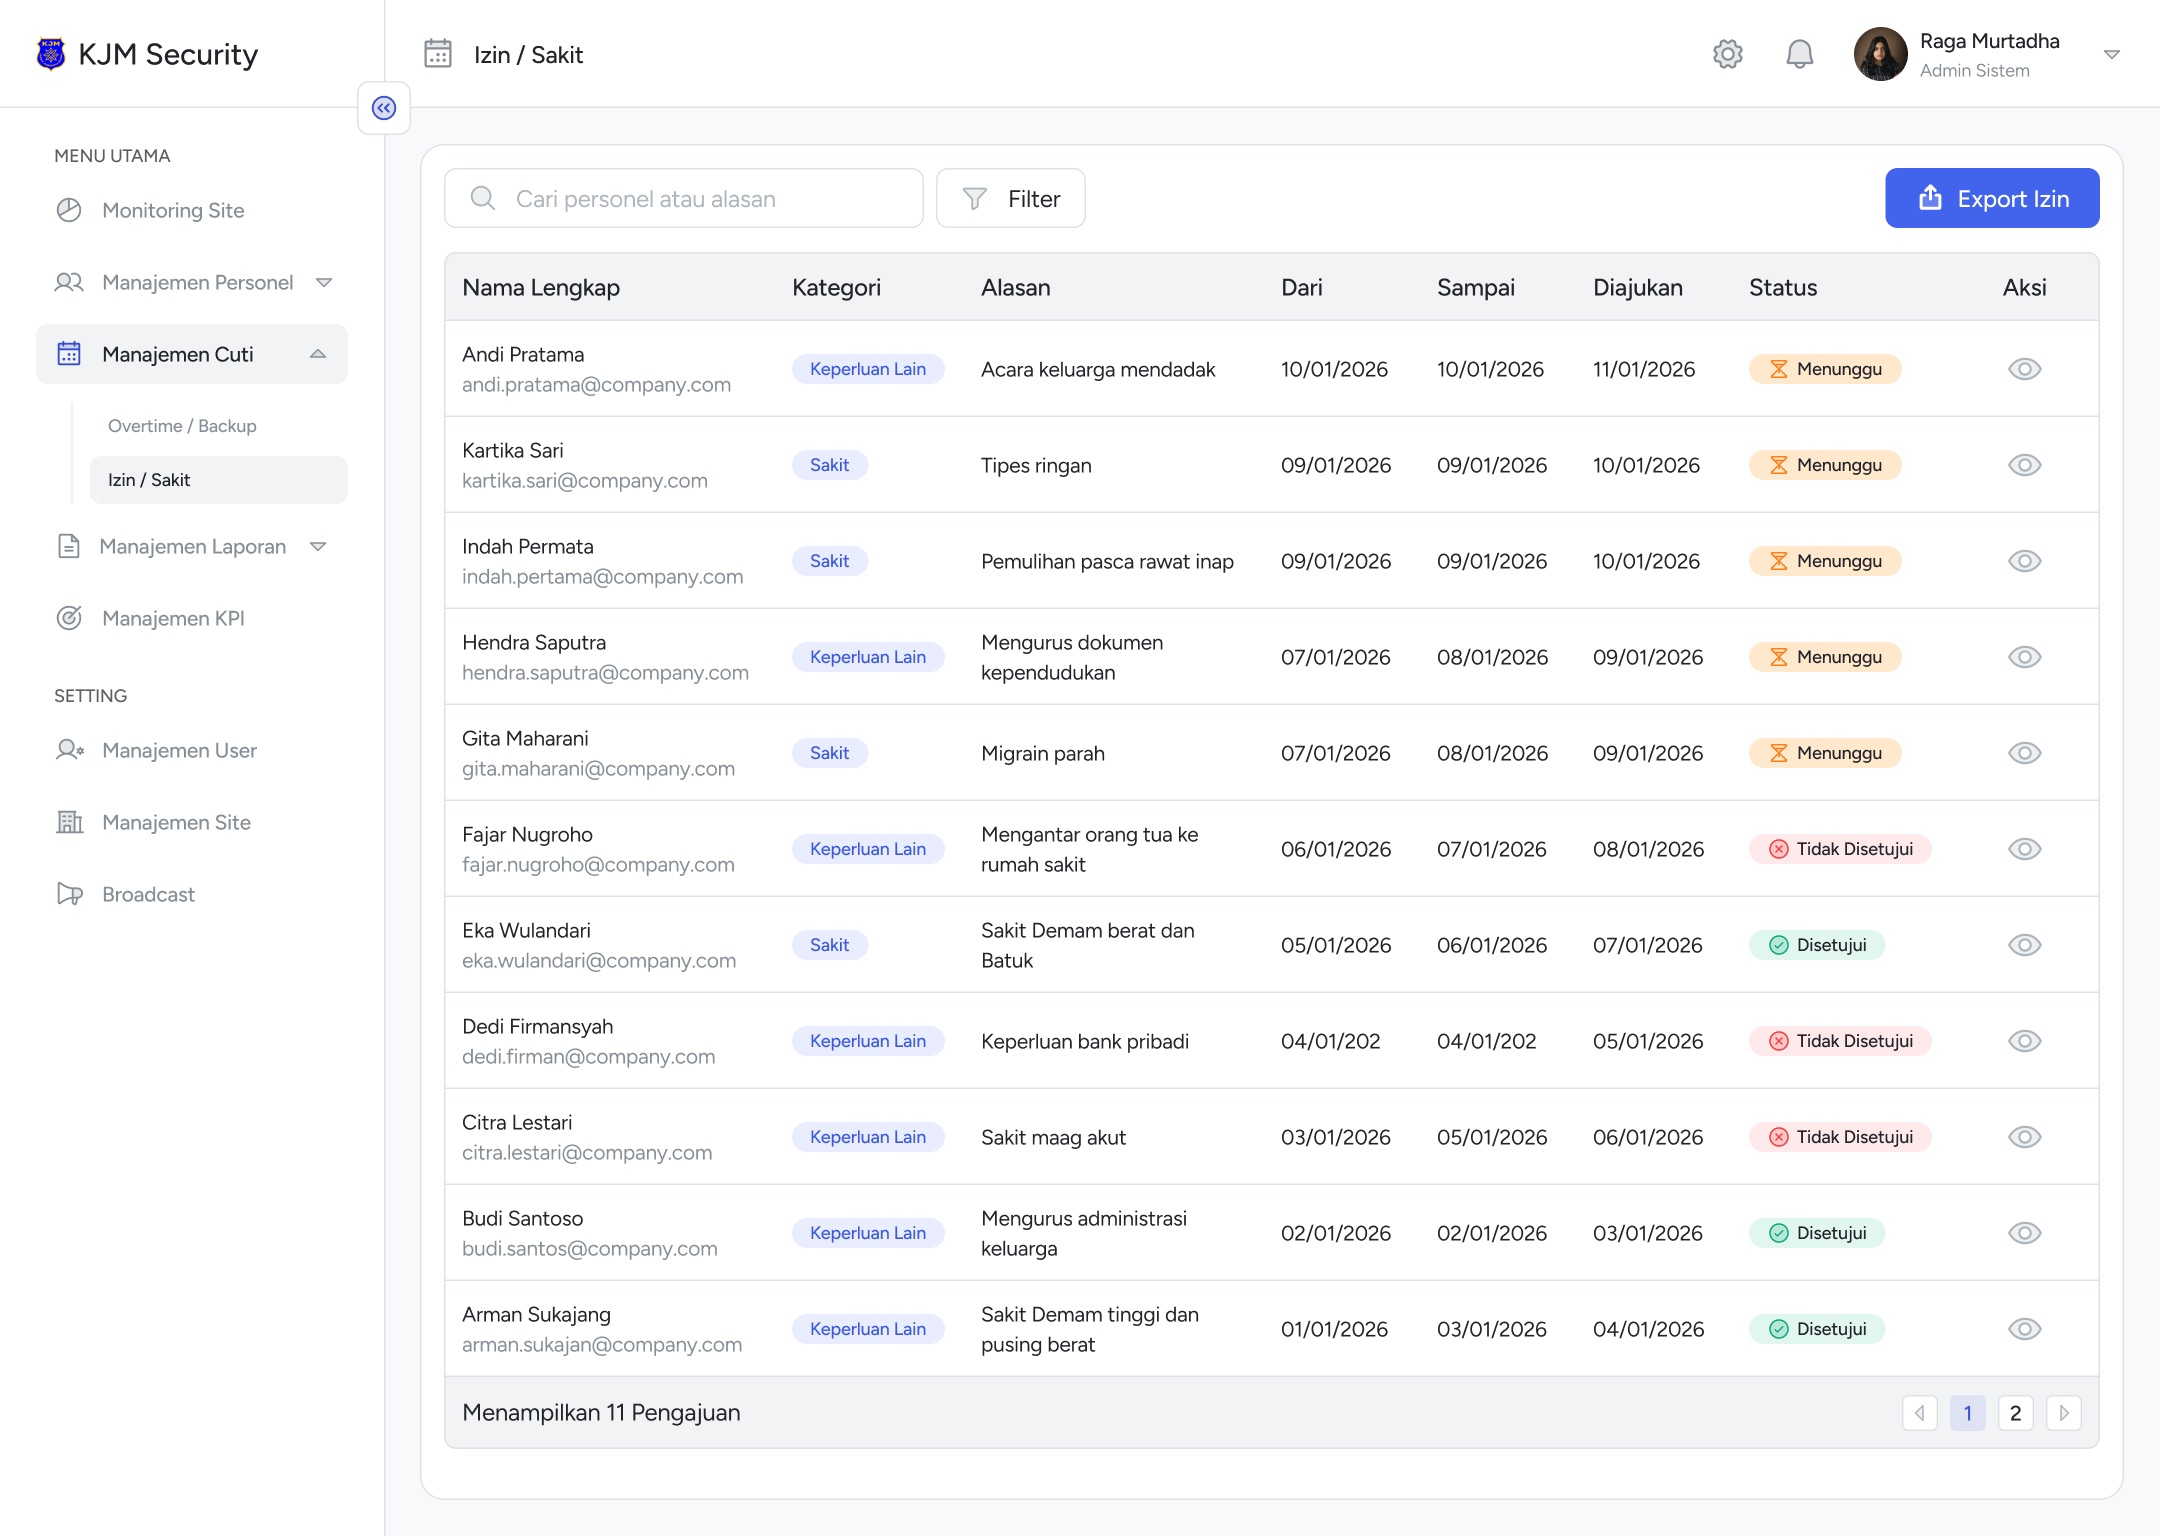 KJM
KJM Security
Izin / Sakit
Raga Murtadha
Admin Sistem
MENU UTAMA
Monitoring Site
Manajemen Personel
Manajemen Cuti
Overtime / Backup
Izin / Sakit
Manajemen Laporan
Manajemen KPI
SETTING
Manajemen User
Manajemen Site
Broadcast
Cari personel atau alasan
Filter
Export Izin
Nama Lengkap Kategori Alasan Dari Sampai Diajukan Status Aksi
Andi Pratama
andi.pratama@company.com
Keperluan Lain
Acara keluarga mendadak
10/01/2026 10/01/2026 11/01/2026
Menunggu
Kartika Sari
kartika.sari@company.com
Sakit
Tipes ringan
09/01/2026 09/01/2026 10/01/2026
Menunggu
Indah Permata
indah.pertama@company.com
Sakit
Pemulihan pasca rawat inap
09/01/2026 09/01/2026 10/01/2026
Menunggu
Hendra Saputra
hendra.saputra@company.com
Keperluan Lain
Mengurus dokumen
kependudukan
07/01/2026 08/01/2026 09/01/2026
Menunggu
Gita Maharani
gita.maharani@company.com
Sakit
Migrain parah
07/01/2026 08/01/2026 09/01/2026
Menunggu
Fajar Nugroho
fajar.nugroho@company.com
Keperluan Lain
Mengantar orang tua ke
rumah sakit
06/01/2026 07/01/2026 08/01/2026
Tidak Disetujui
Eka Wulandari
eka.wulandari@company.com
Sakit
Sakit Demam berat dan
Batuk
05/01/2026 06/01/2026 07/01/2026
Disetujui
Dedi Firmansyah
dedi.firman@company.com
Keperluan Lain
Keperluan bank pribadi
04/01/202 04/01/202 05/01/2026
Tidak Disetujui
Citra Lestari
citra.lestari@company.com
Keperluan Lain
Sakit maag akut
03/01/2026 05/01/2026 06/01/2026
Tidak Disetujui
Budi Santoso
budi.santos@company.com
Keperluan Lain
Mengurus administrasi
keluarga
02/01/2026 02/01/2026 03/01/2026
Disetujui
Arman Sukajang
arman.sukajan@company.com
Keperluan Lain
Sakit Demam tinggi dan
pusing berat
01/01/2026 03/01/2026 04/01/2026
Disetujui
Menampilkan 11 Pengajuan
1 2